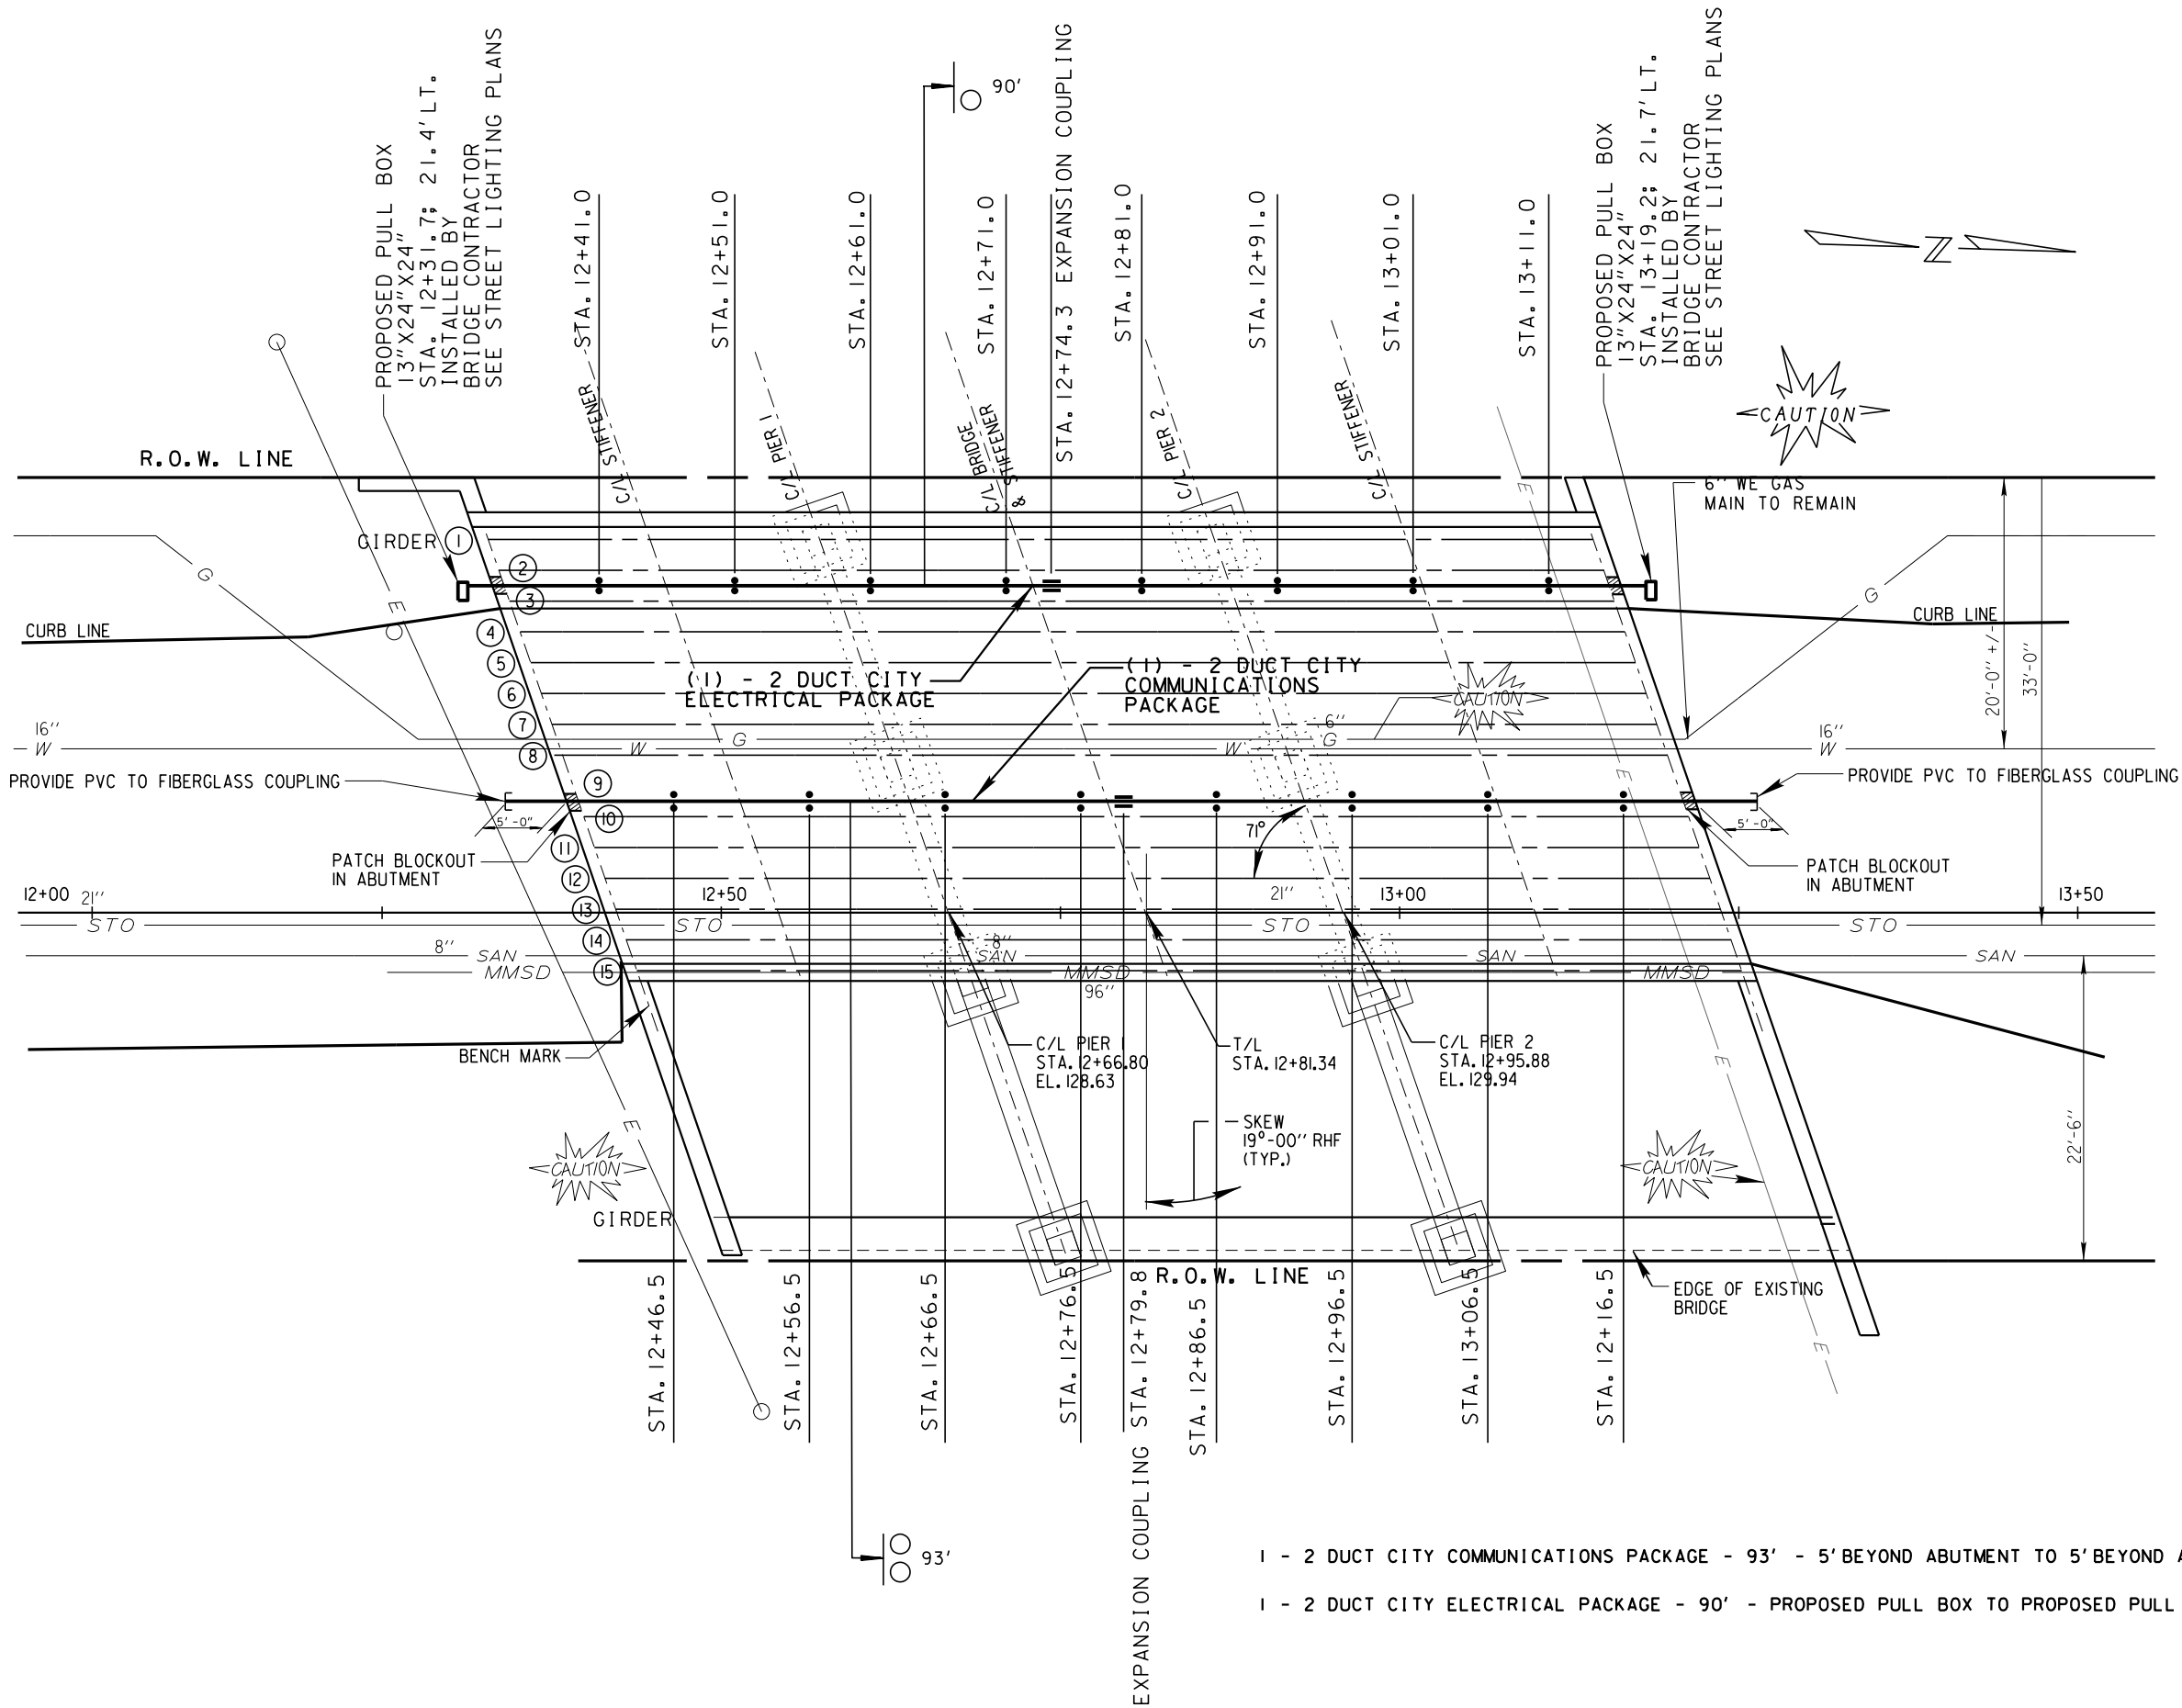 90'
PROPOSED PULL BOX
13"X24"X24"
STA. 12+31.7; 21.4' LT.
INSTALLED BY
BRIDGE CONTRACTOR
SEE STREET LIGHTING PLANS
STA. 12+41.0
STA. 12+51.0
STA. 12+61.0
STA. 12+71.0
STA. 12+74.3 EXPANSION COUPLING
STA. 12+81.0
STA. 12+91.0
STA. 13+01.0
STA. 13+11.0
PROPOSED PULL BOX
13"X24"X24"
STA. 13+19.2; 21.7' LT.
INSTALLED BY
BRIDGE CONTRACTOR
SEE STREET LIGHTING PLANS
N
CAUTION
C/L STIFFENER
C/L PIER 1
C/L BRIDGE
& STIFFENER
C/L PIER 2
C/L STIFFENER
R.O.W. LINE
E
6" WE GAS
MAIN TO REMAIN
GIRDER 1
2
3
4
5
6
7
8
9
10
11
12
13
14
15
G
E
G
CURB LINE
CURB LINE
20'-0" +/-
33'-0"
(1) - 2 DUCT CITY
ELECTRICAL PACKAGE
(1) - 2 DUCT CITY
COMMUNICATIONS
PACKAGE
CAUTION
16"
W
W
G
W
6"
G
16"
W
E
PROVIDE PVC TO FIBERGLASS COUPLING
PROVIDE PVC TO FIBERGLASS COUPLING
5'-0"
5'-0"
71°
PATCH BLOCKOUT
IN ABUTMENT
PATCH BLOCKOUT
IN ABUTMENT
12+00
21"
12+50
21"
13+00
13+50
STO
STO
STO
STO
8"
SAN
8"
SAN
SAN
SAN
MMSD
MMSD
96"
MMSD
BENCH MARK
C/L PIER 1
STA. 12+66.80
EL. 128.63
T/L
STA. 12+81.34
C/L PIER 2
STA. 12+95.88
EL. 129.94
E
SKEW
19°-00" RHF
(TYP.)
22'-6"
E
CAUTION
CAUTION
GIRDER
R.O.W. LINE
EDGE OF EXISTING
BRIDGE
E
STA. 12+46.5
STA. 12+56.5
STA. 12+66.5
STA. 12+76.5
EXPANSION COUPLING STA. 12+79.8
STA. 12+86.5
STA. 12+96.5
STA. 13+06.5
STA. 12+16.5
93'
1 - 2 DUCT CITY COMMUNICATIONS PACKAGE - 93' - 5' BEYOND ABUTMENT TO 5' BEYOND
1 - 2 DUCT CITY ELECTRICAL PACKAGE - 90' - PROPOSED PULL BOX TO PROPOSED PULL